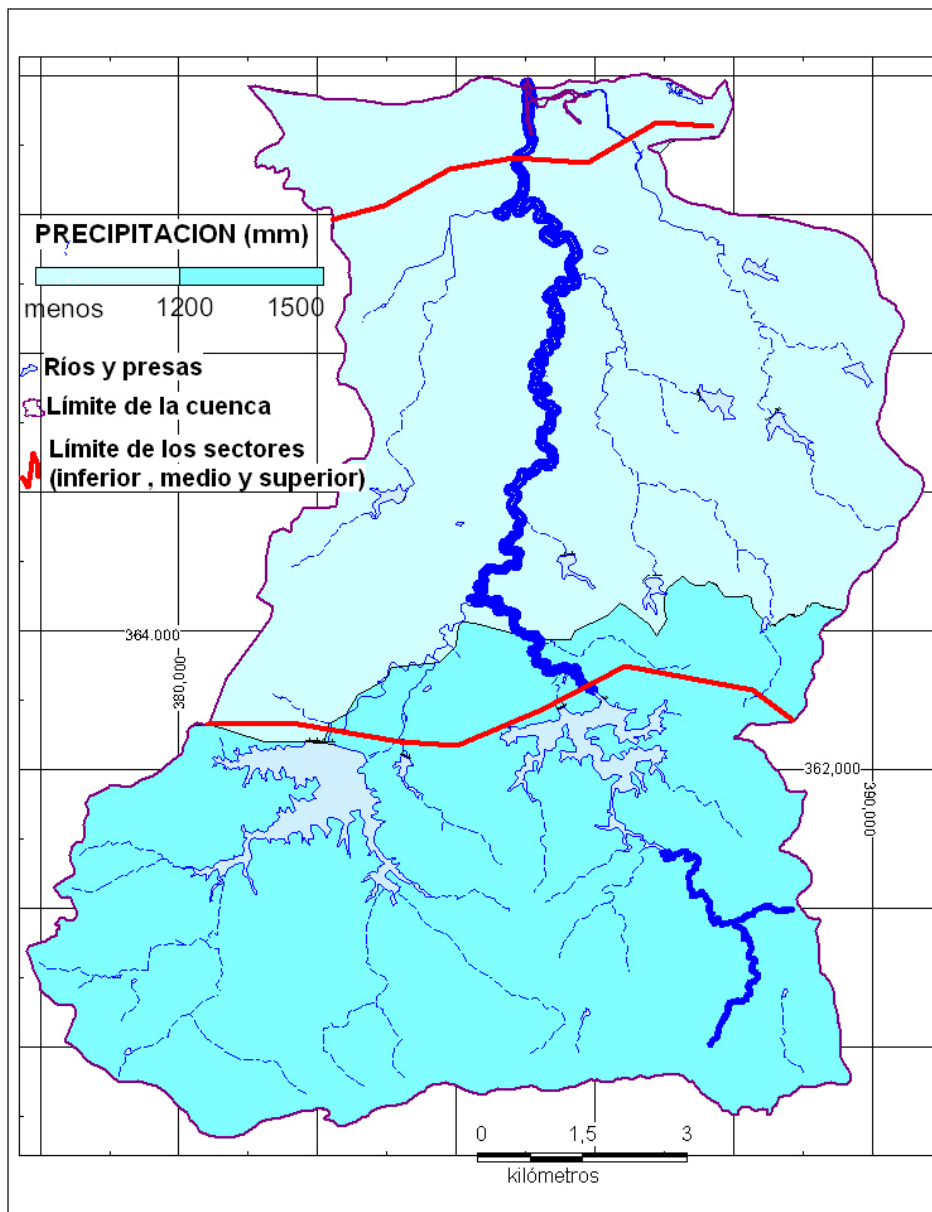 PRECIPITACION (mm)
menos
1200
1500
Ríos y presas
Límite de la cuenca
Límite de los sectores
(inferior , medio y superior)
364.000
380,000
362,000
390,000
0
1,5
3
kilómetros